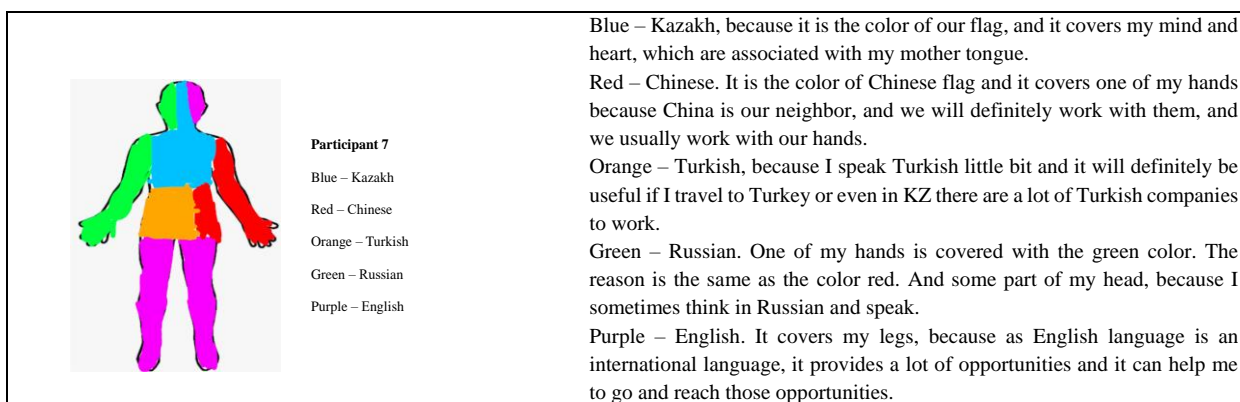 Participant 7
Blue – Kazakh
Red – Chinese
Orange – Turkish
Green – Russian
Purple – English
Blue – Kazakh, because it is the color of our flag, and it covers my mind and
heart, which are associated with my mother tongue.
Red – Chinese. It is the color of Chinese flag and it covers one of my hands
because China is our neighbor, and we will definitely work with them, and
we usually work with our hands.
Orange – Turkish, because I speak Turkish little bit and it will definitely be
useful if I travel to Turkey or even in KZ there are a lot of Turkish companies
to work.
Green – Russian. One of my hands is covered with the green color. The
reason is the same as the color red. And some part of my head, because I
sometimes think in Russian and speak.
Purple – English. It covers my legs, because as English language is an
international language, it provides a lot of opportunities and it can help me
to go and reach those opportunities.